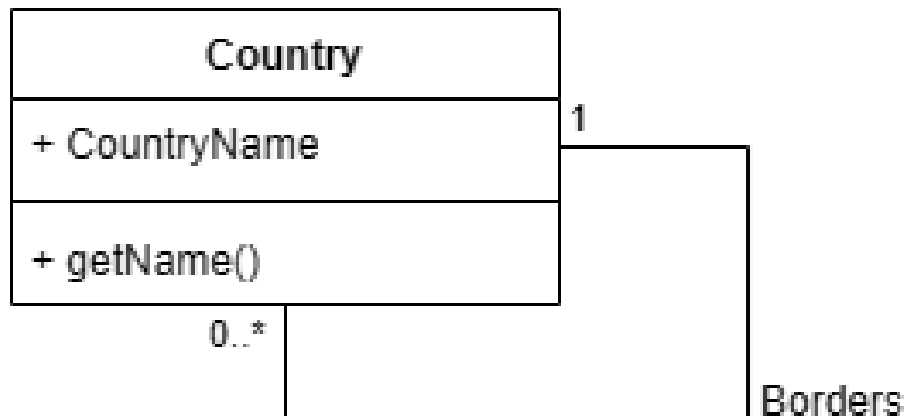 Country
+ CountryName
1
+ getName()
0..*
Borders